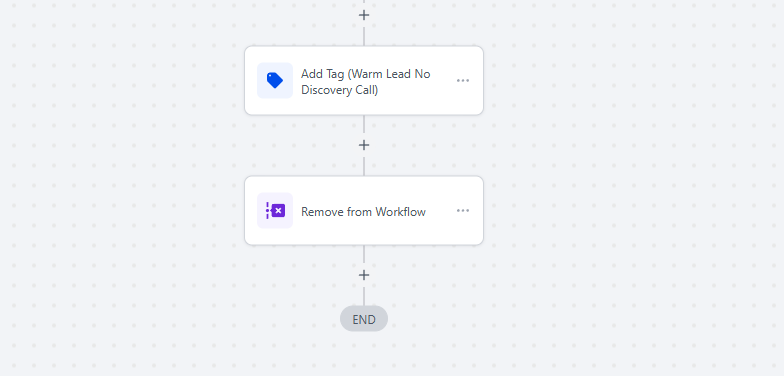 Add Tag (Warm Lead No
Discovery Call)
Remove from Workflow
END